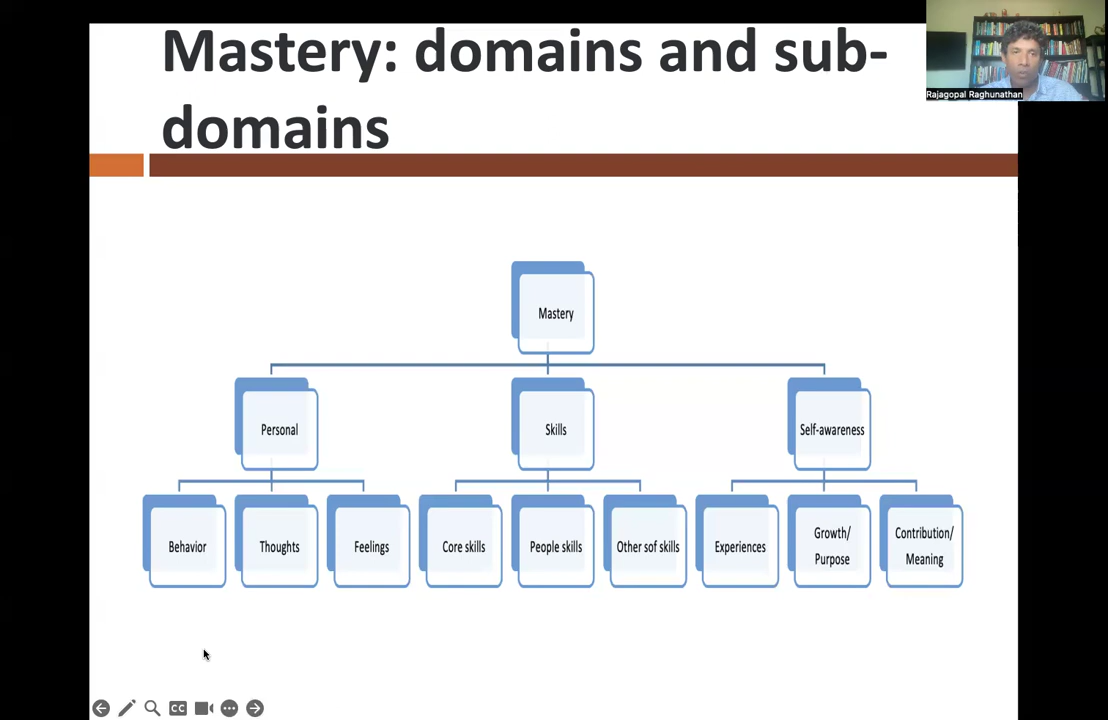 Mastery: domains and sub-
domains
Rajagopal Raghunathan
Mastery
Personal
Skills
Self-awareness
Behavior
Thoughts
Feelings
Core skills
People skills
Other sof skills
Experiences
Growth/
Purpose
Contribution/
Meaning
CC